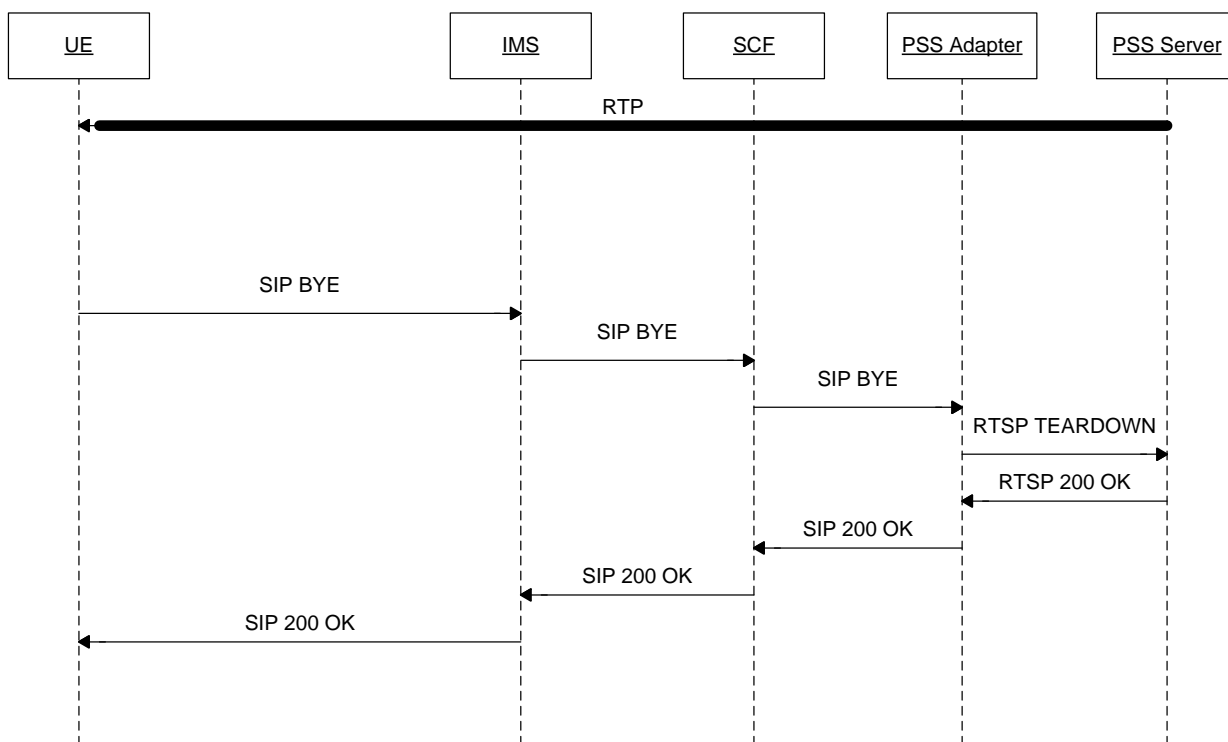 UE
IMS
SCF
PSS Adapter
PSS Server
RTP
SIP BYE
SIP BYE
SIP BYE
RTSP TEARDOWN
RTSP 200 OK
SIP 200 OK
SIP 200 OK
SIP 200 OK